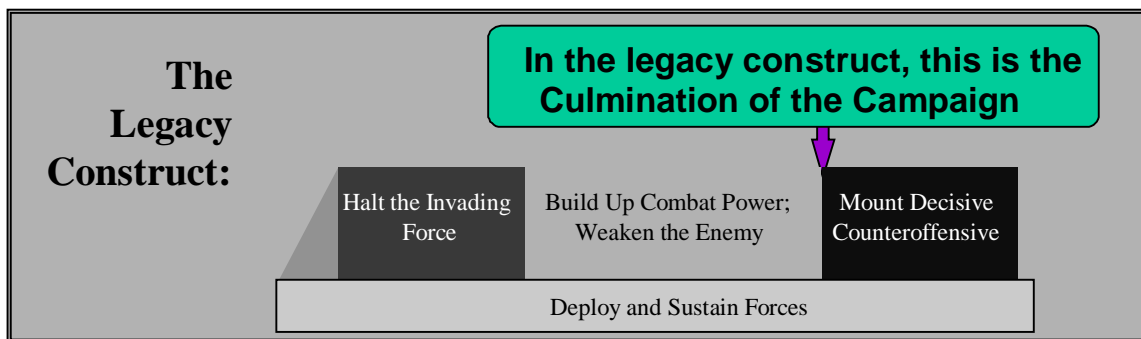 The
Legacy
Construct:
In the legacy construct, this is the
Culmination of the Campaign
Halt the Invading
Force
Build Up Combat Power;
Weaken the Enemy
Mount Decisive
Counteroffensive
Deploy and Sustain Forces